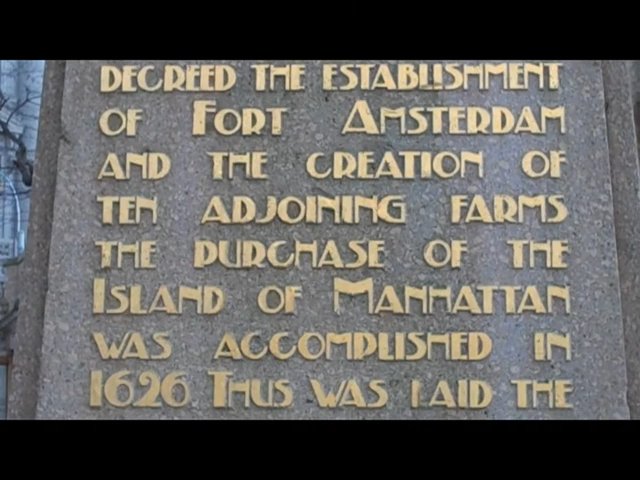 DECREED THE ESTABLISHMENT
OF FORT AMSTERDAM
AND THE CREATION OF
TEN ADJOINING FARMS
THE PURCHASE OF THE
ISLAND OF MANHATTAN
WAS ACCOMPLISHED IN
1626. THUS WAS LAID THE